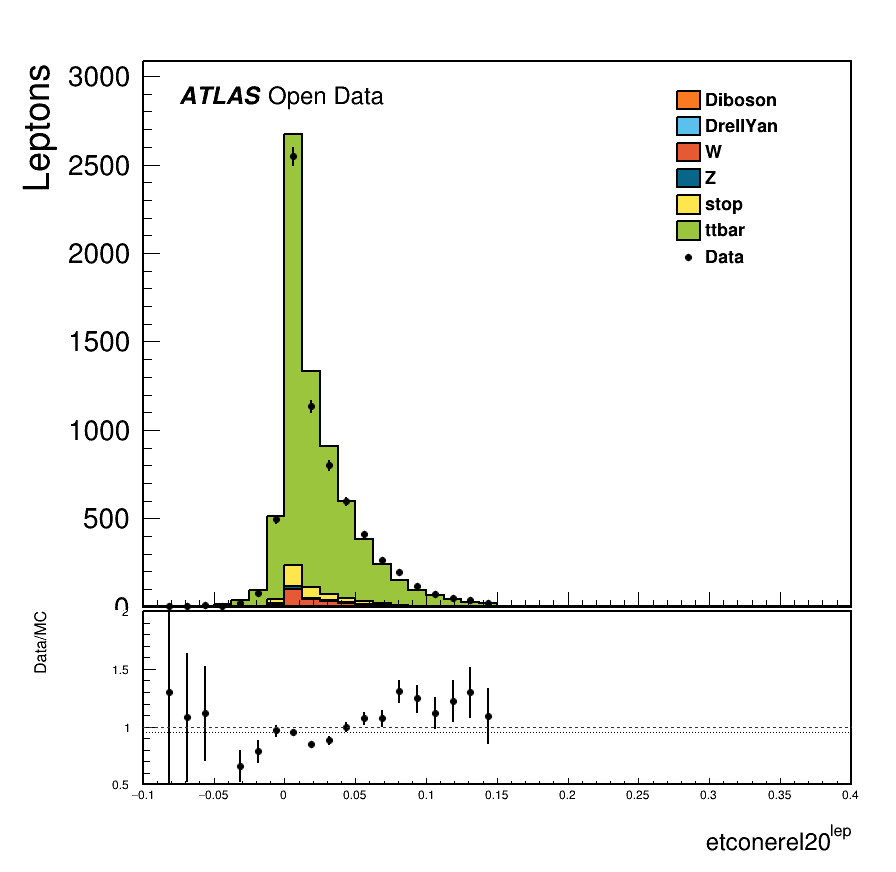 Leptons
ATLAS Open Data
Diboson
DrellYan
W
Z
stop
ttbar
Data
3000
2500
2000
1500
1000
500
0
Data/MC
2
1.5
1
0.5
−0.1 −0.05 0 0.05 0.1 0.15 0.2 0.25 0.3 0.35 0.4
etconerel20lep